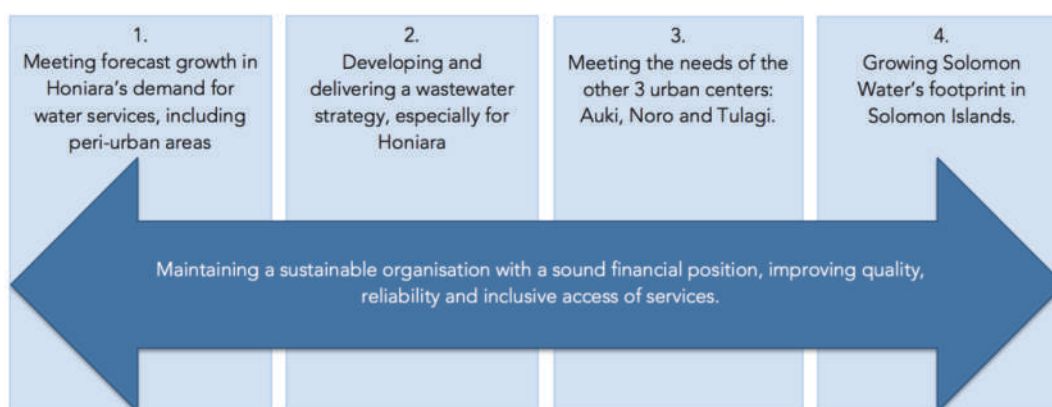 1.
Meeting forecast growth in
Honiara's demand for
water services, including
peri-urban areas
2.
Developing and
delivering a wastewater
strategy, especially for
Honiara
3.
Meeting the needs of the
other 3 urban centers:
Auki, Noro and Tulagi.
4.
Growing Solomon
Water's footprint in
Solomon Islands.
Maintaining a sustainable organisation with a sound financial position, improving quality,
reliability and inclusive access of services.